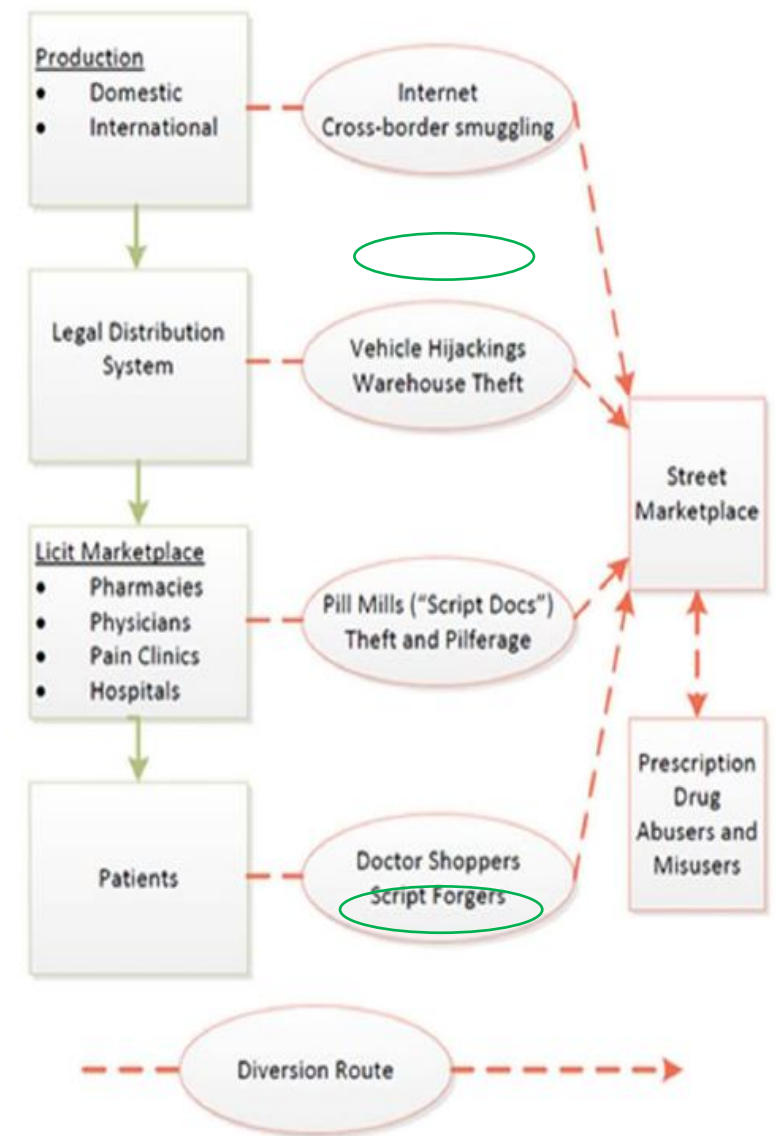 Production
• Domestic
• International
Internet
Cross-border smuggling
Legal Distribution
System
Vehicle Hijackings
Warehouse Theft
Street
Marketplace
Licit Marketplace
• Pharmacies
• Physicians
• Pain Clinics
• Hospitals
Pill Mills ("Script Docs")
Theft and Pilferage
Prescription
Drug
Abusers and
Misusers
Patients
Doctor Shoppers
Script Forgers
Diversion Route